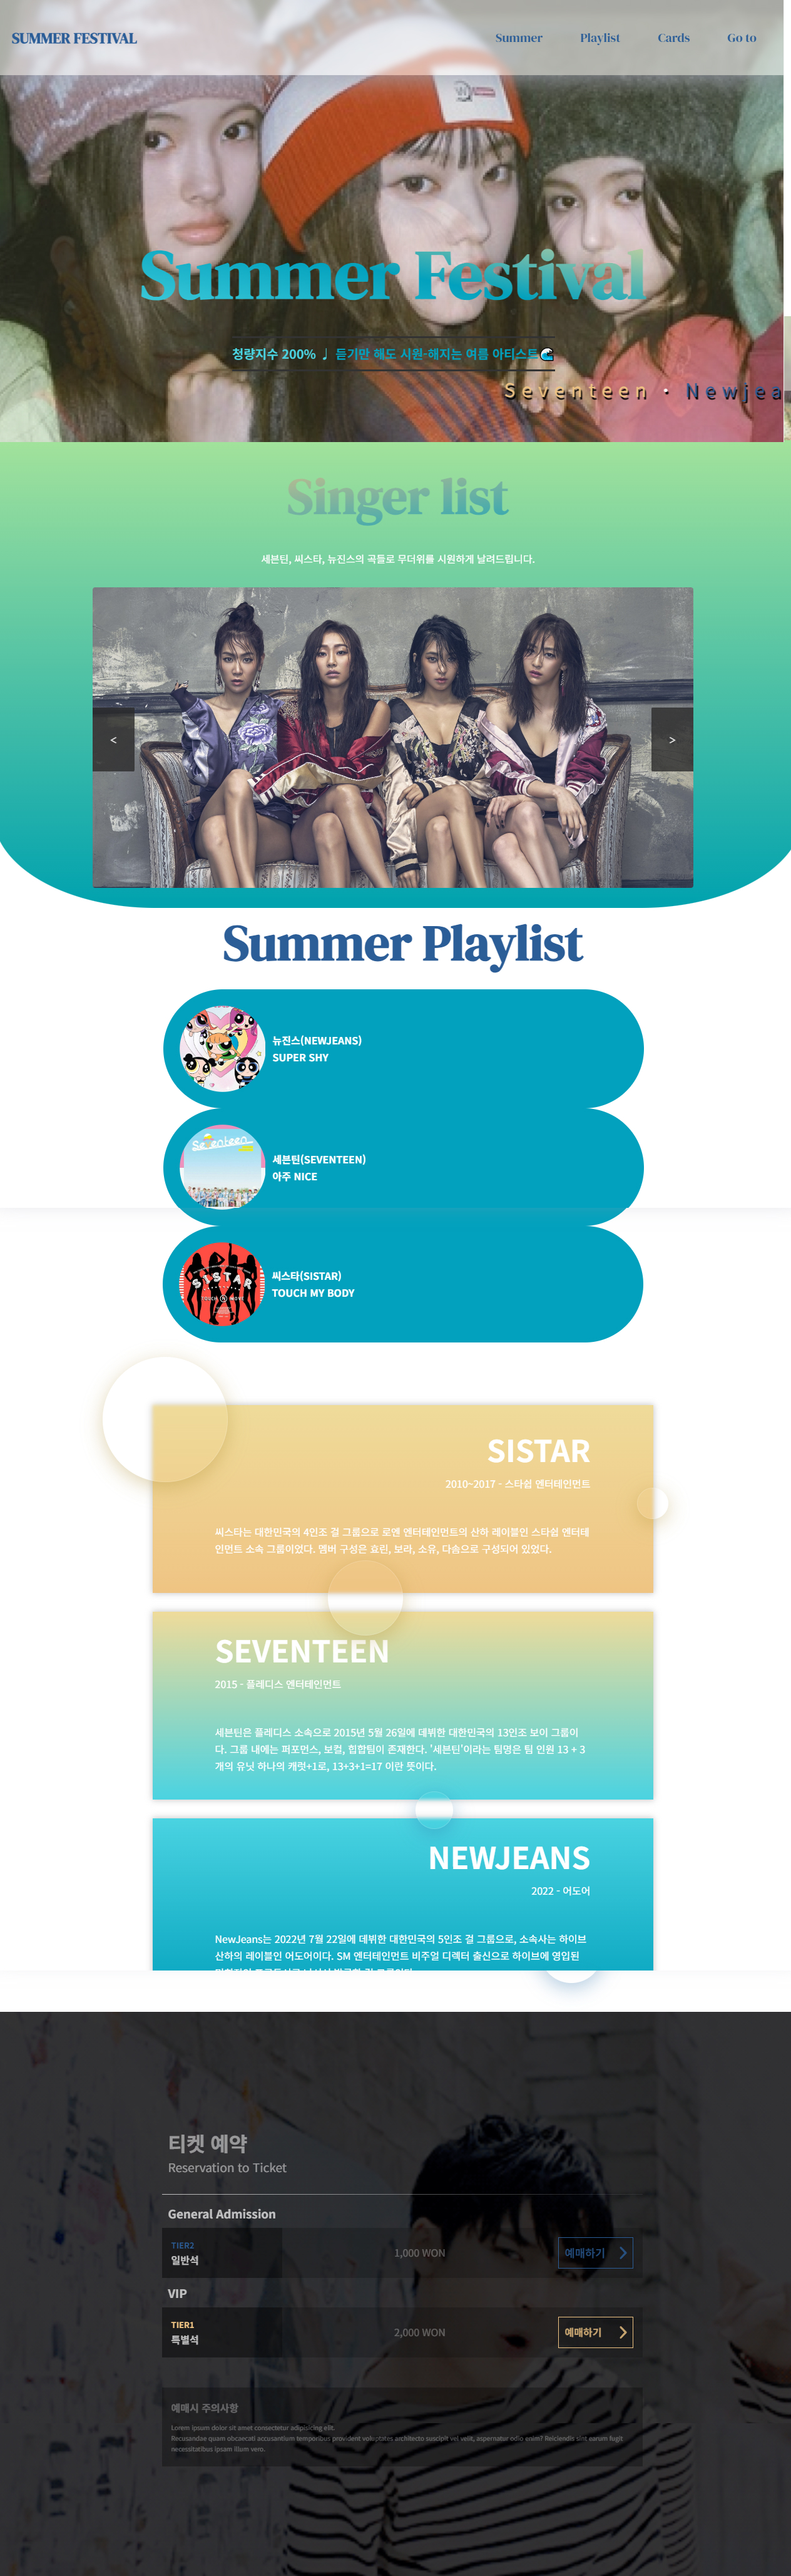 SUMMER FESTIVAL
Summer Playlist Cards Go to
Summer Festival
청량지수 200% ♩ 듣기만 해도 시원-해지는 여름 아티스트🌊
Seventeen · Newjea
Singer list
세븐틴, 씨스타, 뉴진스의 곡들로 무더위를 시원하게 날려드립니다.
< >
Summer Playlist
뉴진스(NEWJEANS)
SUPER SHY
Seventeen
세븐틴(SEVENTEEN)
아주 NICE
SISTAR
씨스타(SISTAR)
TOUCH MY BODY
SISTAR
2010~2017 - 스타쉽 엔터테인먼트
씨스타는 대한민국의 4인조 걸 그룹으로 로엔 엔터테인먼트의 산하 레이블인 스타쉽 엔터테
인먼트 소속 그룹이었다. 멤버 구성은 효린, 보라, 소유, 다솜으로 구성되어 있었다.
SEVENTEEN
2015 - 플레디스 엔터테인먼트
세븐틴은 플레디스 소속으로 2015년 5월 26일에 데뷔한 대한민국의 13인조 보이 그룹이
다. 그룹 내에는 퍼포먼스, 보컬, 힙합팀이 존재한다. '세븐틴'이라는 팀명은 팀 인원 13 + 3
개의 유닛 하나의 캐럿+1로, 13+3+1=17 이란 뜻이다.
NEWJEANS
2022 - 어도어
NewJeans는 2022년 7월 22일에 데뷔한 대한민국의 5인조 걸 그룹으로, 소속사는 하이브
산하의 레이블인 어도어이다. SM 엔터테인먼트 비주얼 디렉터 출신으로 하이브에 영입된
티켓 예약
Reservation to Ticket
General Admission
TIER2
일반석
1,000 WON
예매하기
VIP
TIER1
특별석
2,000 WON
예매하기
예매시 주의사항
Lorem ipsum dolor sit amet consectetur adipisicing elit.
Recusandae quam obcaecati accusantium temporibus provident voluptates architecto suscipit vel velit, aspernatur odio enim? Reiciendis sint earum fugit
necessitatibus ipsam illum vero.